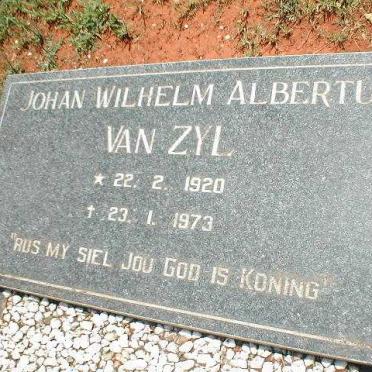 JOHAN WILHELM ALBERTU
VAN ZYL
* 22. 2. 1920
† 23. 1. 1973
"RUS MY SIEL JOU GOD IS KONING"